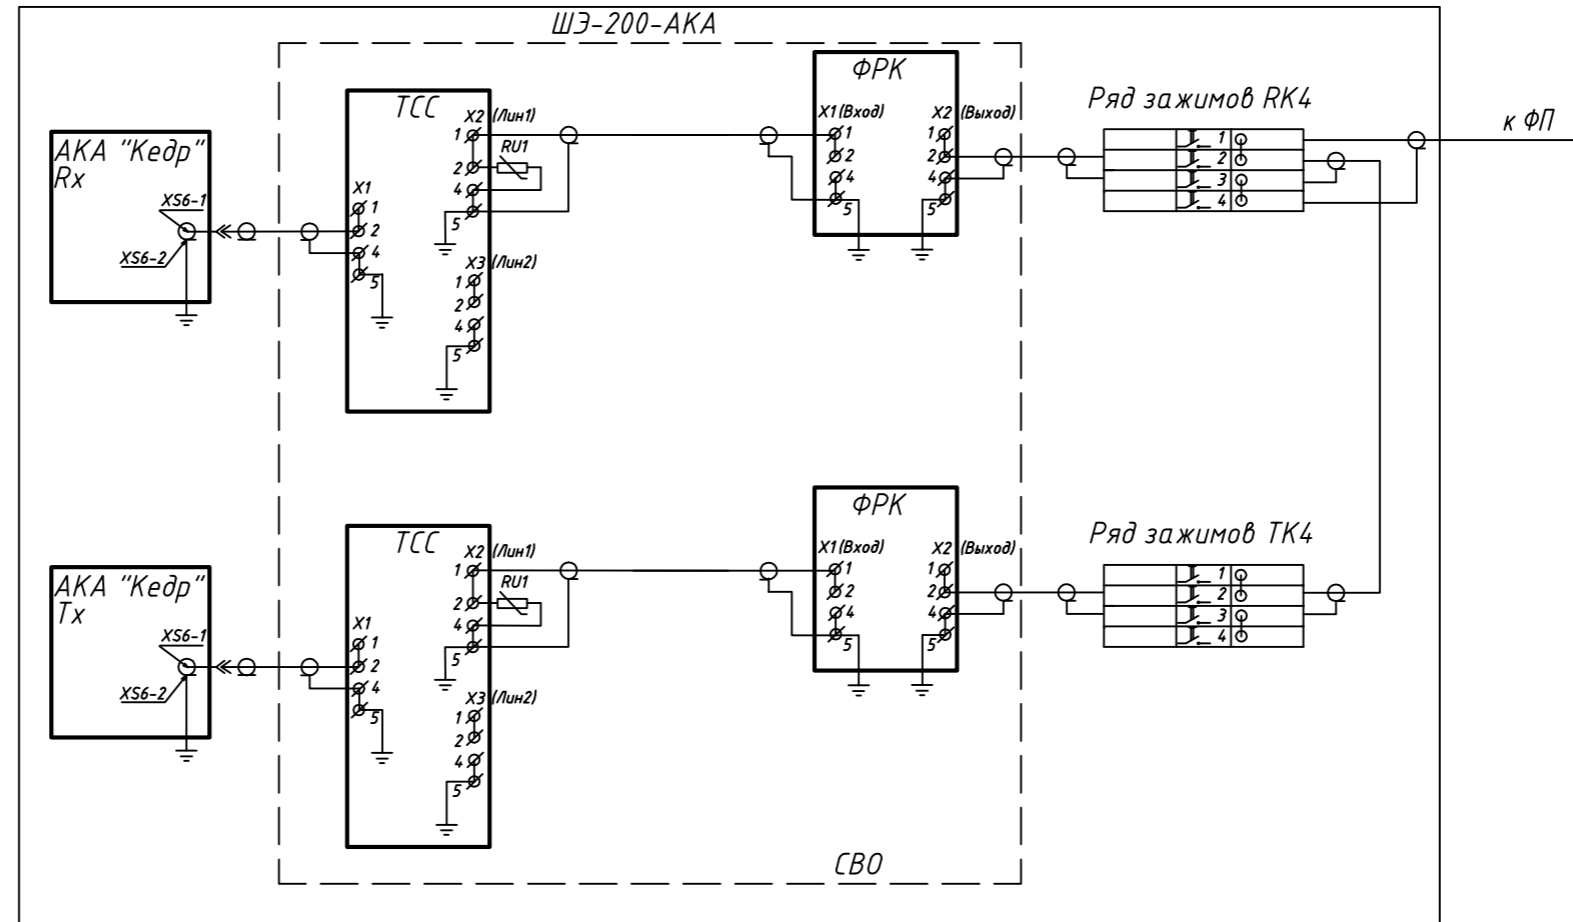 ШЭ-200-АКА
АКА "Кедр"
Rx
XS6-1
XS6-2
ТСС
X1
1
2
4
5
X2 (Лин1)
1
2
4
5
RU1
X3 (Лин2)
1
2
4
5
ФРК
X1(Вход)
1
2
4
5
X2 (Выход)
1
2
4
5
Ряд зажимов RK4
1
2
3
4
к ФП
АКА "Кедр"
Tx
XS6-1
XS6-2
ТСС
X1
1
2
4
5
X2 (Лин1)
1
2
4
5
RU1
X3 (Лин2)
1
2
4
5
ФРК
X1(Вход)
1
2
4
5
X2 (Выход)
1
2
4
5
Ряд зажимов ТК4
1
2
3
4
СВО